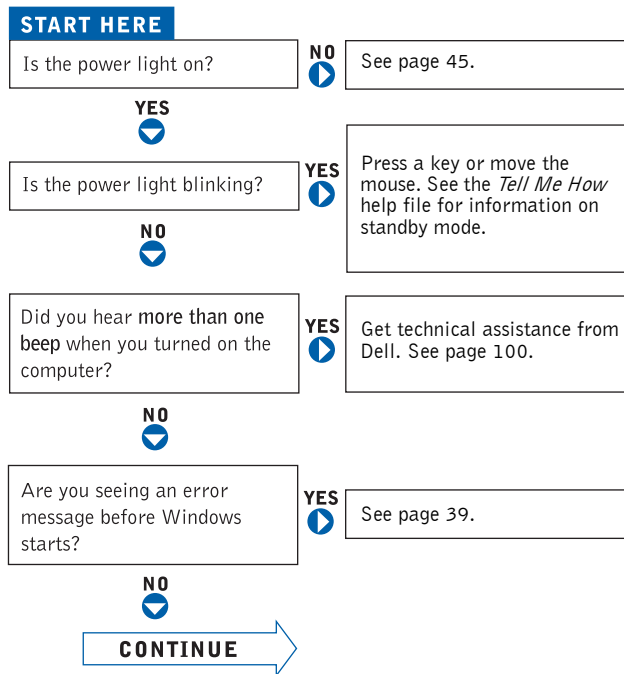 START HERE
Is the power light on?
NO
See page 45.
YES
Is the power light blinking?
YES
Press a key or move the
mouse. See the Tell Me How
help file for information on
standby mode.
NO
Did you hear more than one
beep when you turned on the
computer?
YES
Get technical assistance from
Dell. See page 100.
NO
Are you seeing an error
message before Windows
starts?
YES
See page 39.
NO
CONTINUE